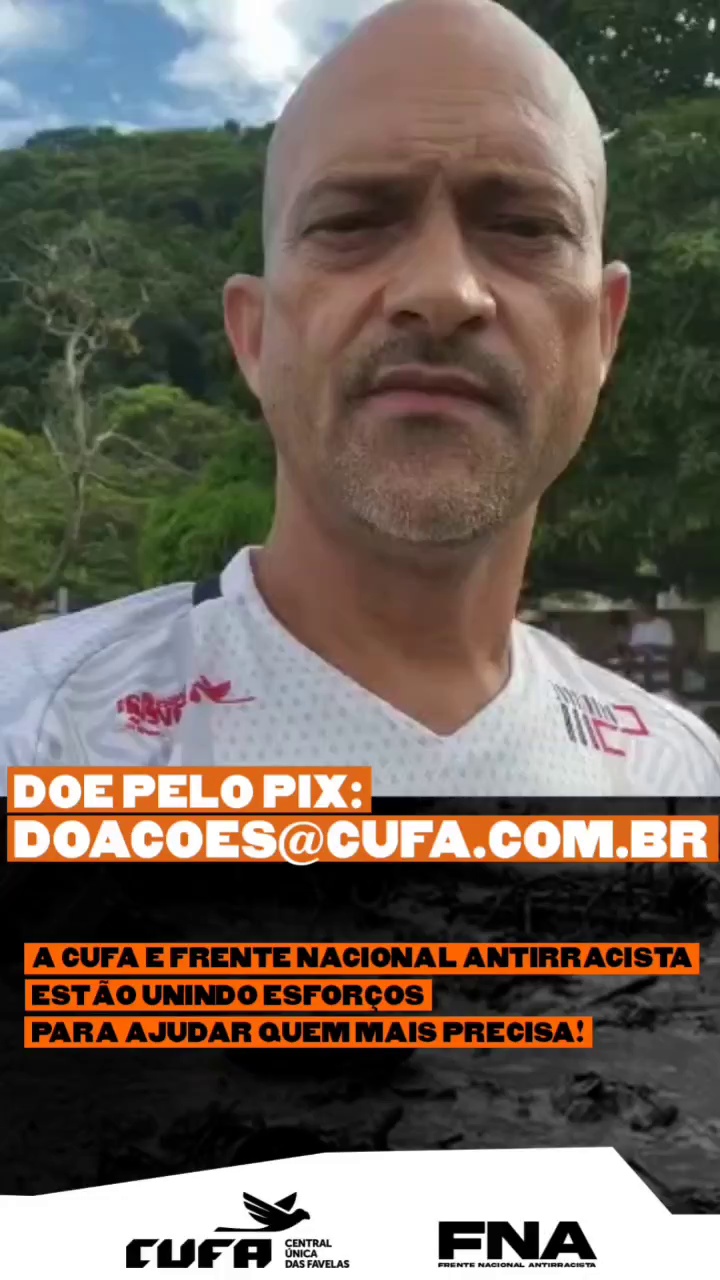 DOE PELO PIX:
DOACOES@CUFA.COM.BR
A CUFA E FRENTE NACIONAL ANTIRRACISTA
ESTÃO UNINDO ESFORÇOS
PARA AJUDAR QUEM MAIS PRECISA!
CUFA
CENTRAL
ÚNICA
DAS FAVELAS
FNA
FRENTE NACIONAL ANTIRRACISTA